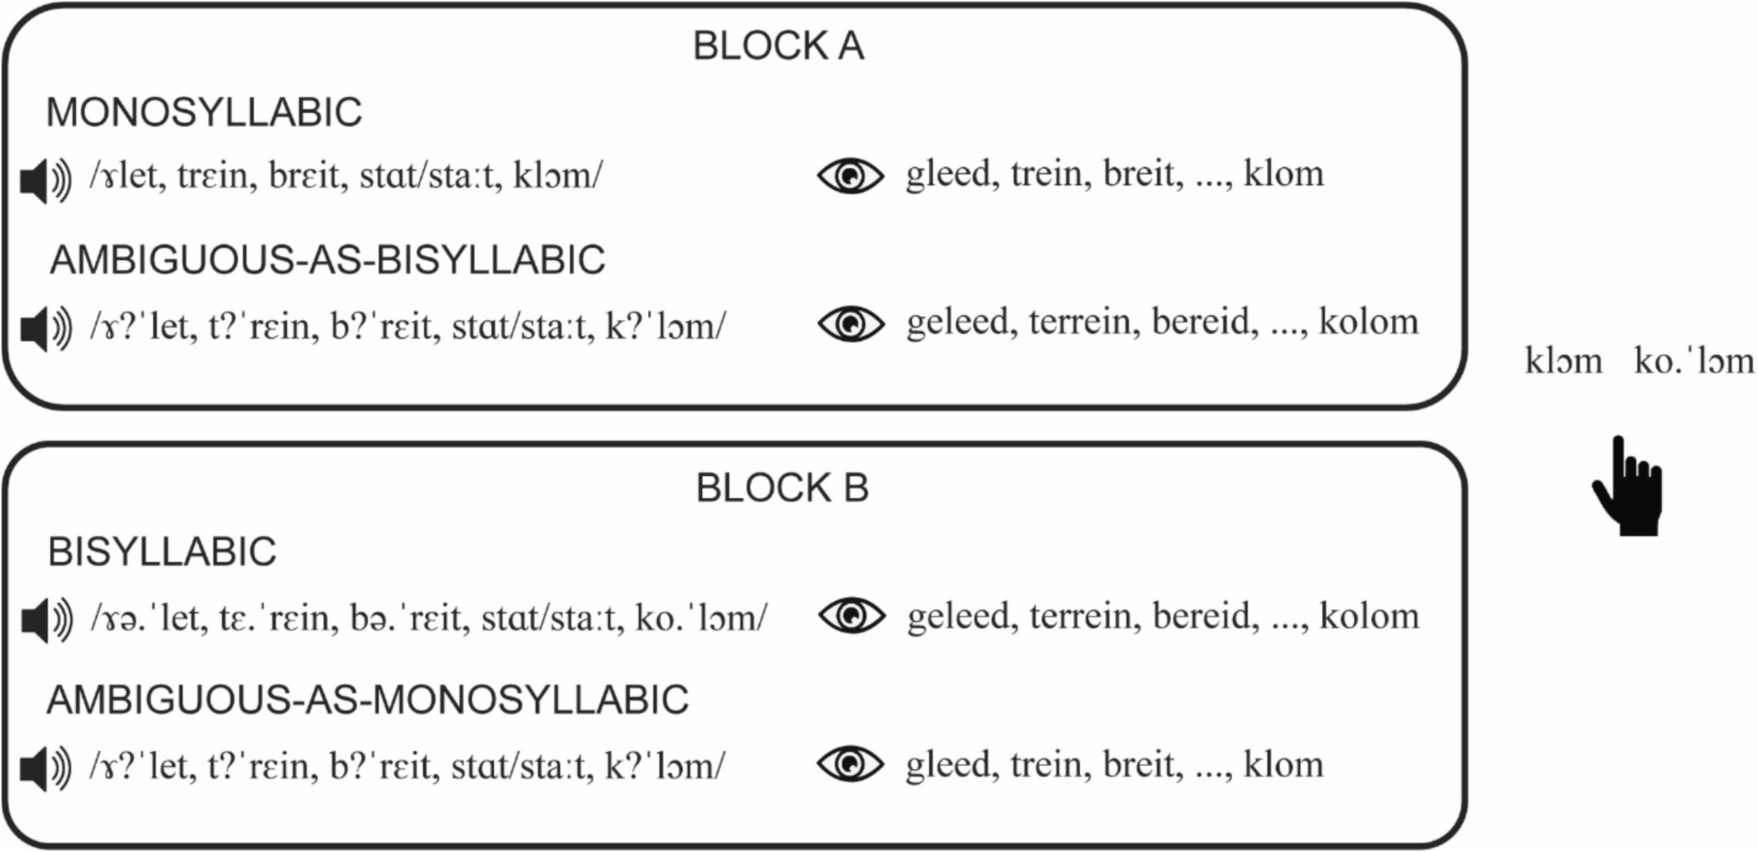 BLOCK A
MONOSYLLABIC
/ɤlet, trɛin, brɛit, stɑt/sta:t, klɔm/ gleed, trein, breit, ..., klom
AMBIGUOUS-AS-BISYLLABIC
/ɤ?ˈlet, t?ˈrɛin, b?ˈrɛit, stɑt/sta:t, k?ˈlɔm/ geleed, terrein, bereid, ..., kolom
klɔm ko.ˈlɔm
BLOCK B
BISYLLABIC
/ɤə.ˈlet, tɛ.ˈrɛin, bə.ˈrɛit, stɑt/sta:t, ko.ˈlɔm/ geleed, terrein, bereid, ..., kolom
AMBIGUOUS-AS-MONOSYLLABIC
/ɤ?ˈlet, t?ˈrɛin, b?ˈrɛit, stɑt/sta:t, k?ˈlɔm/ gleed, trein, breit, ..., klom